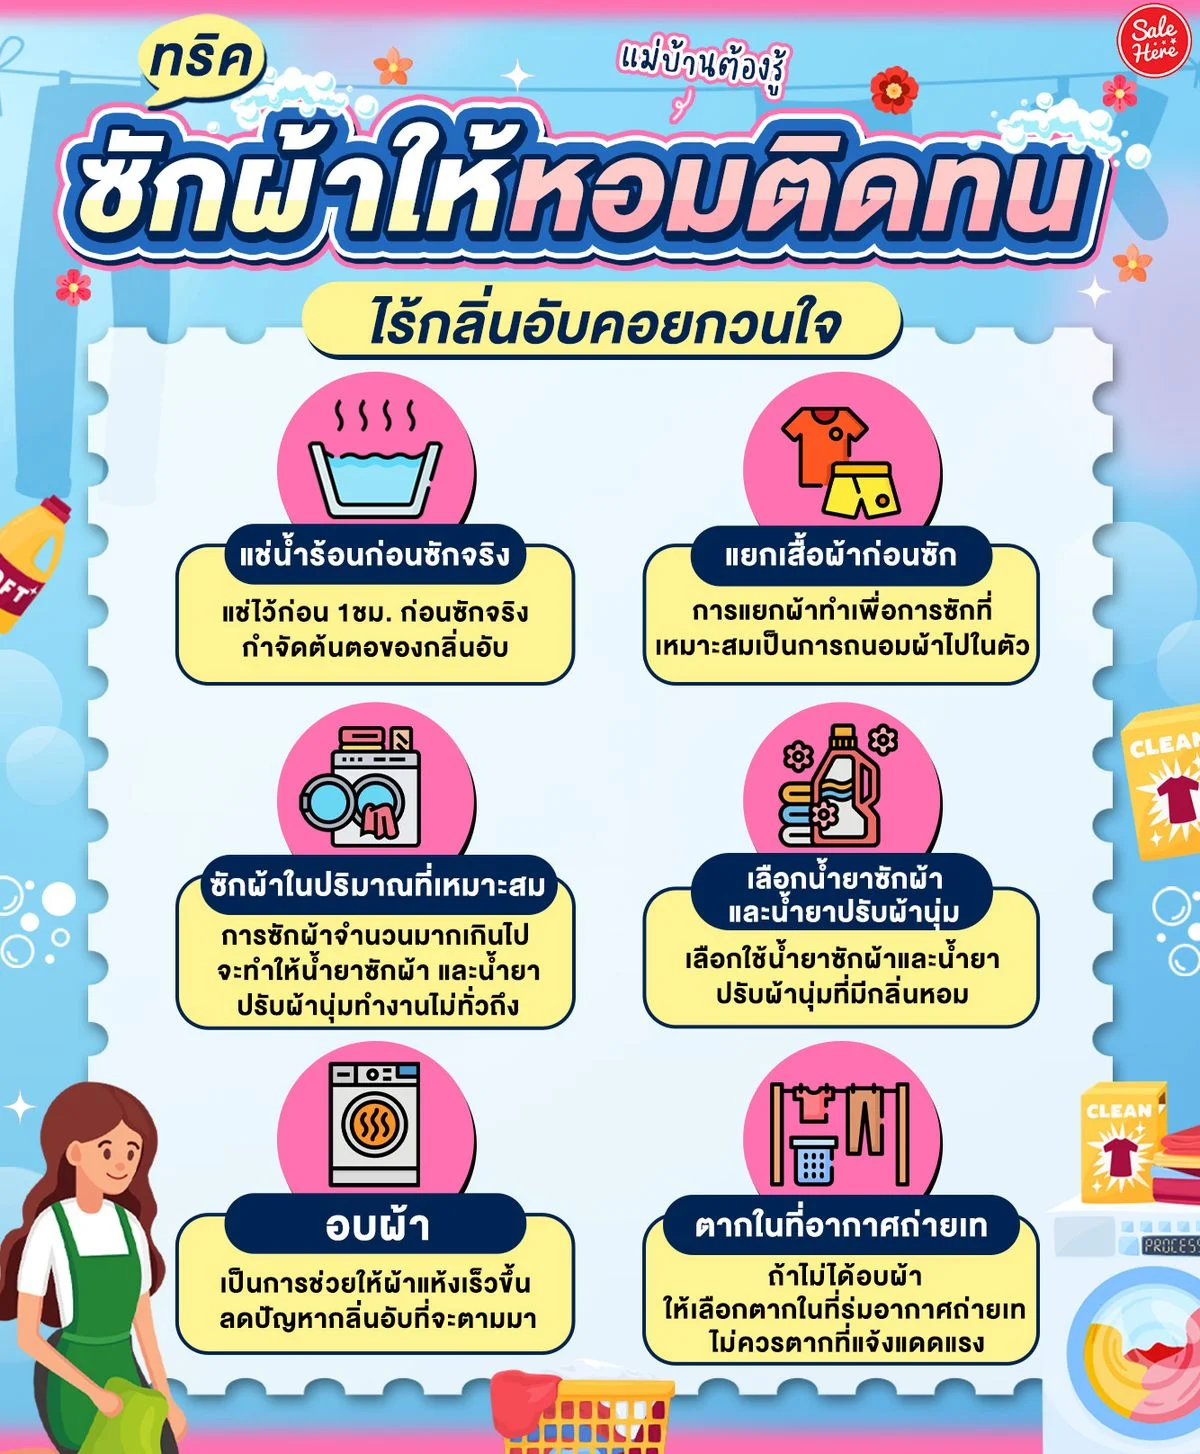 ทริค
แม่บ้านต้องรู้
Sale
Here
ซักผ้าให้หอมติดทน
ไร้กลิ่นอับคอยกวนใจ
แช่น้ำร้อนก่อนซักจริง
แช่ไว้ก่อน 1ชม. ก่อนซักจริง
กำจัดต้นตอของกลิ่นอับ
แยกเสื้อผ้าก่อนซัก
การแยกผ้าทำเพื่อการซักที่
เหมาะสมเป็นการถนอมผ้าไปในตัว
ซักผ้าในปริมาณที่เหมาะสม
การซักผ้าจำนวนมากเกินไป
จะทำให้น้ำยาซักผ้า และน้ำยา
ปรับผ้านุ่มทำงานไม่ทั่วถึง
เลือกน้ำยาซักผ้า
และน้ำยาปรับผ้านุ่ม
เลือกใช้น้ำยาซักผ้าและน้ำยา
ปรับผ้านุ่มที่มีกลิ่นหอม
อบผ้า
เป็นการช่วยให้ผ้าแห้งเร็วขึ้น
ลดปัญหากลิ่นอับที่จะตามมา
ตากในที่อากาศถ่ายเท
ถ้าไม่ได้อบผ้า
ให้เลือกตากในที่ร่มอากาศถ่ายเท
ไม่ควรตากที่แจ้งแดดแรง
OFT
CLEAN
CLEAN
PROCESS